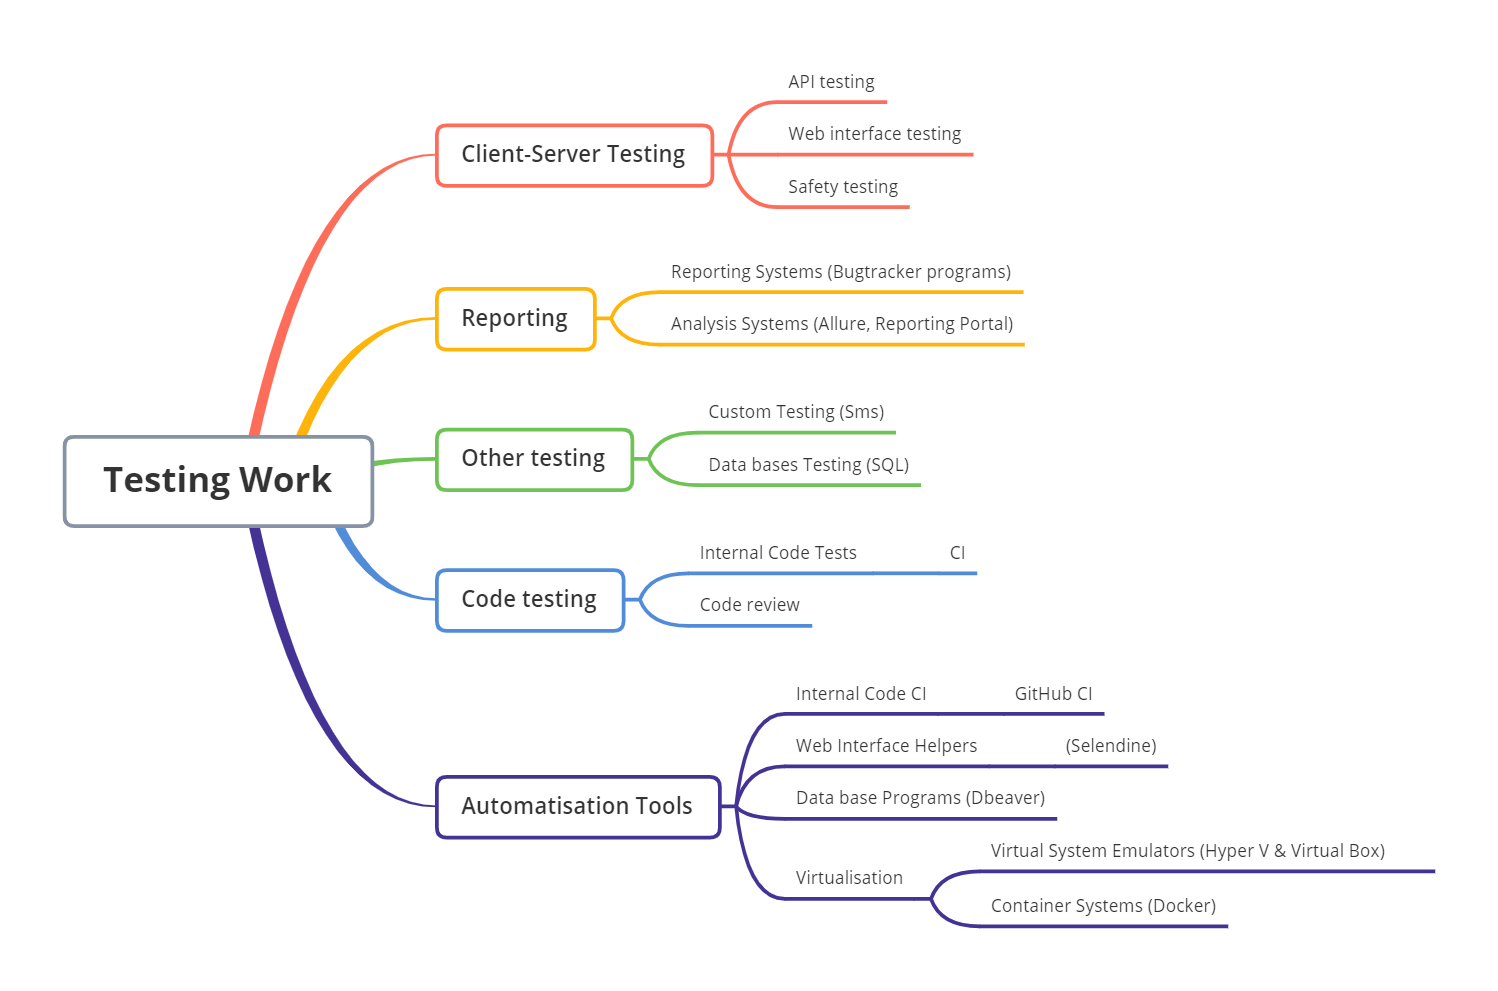 Testing Work
Client-Server Testing
API testing
Web interface testing
Safety testing
Reporting
Reporting Systems (Bugtracker programs)
Analysis Systems (Allure, Reporting Portal)
Other testing
Custom Testing (Sms)
Data bases Testing (SQL)
Code testing
Internal Code Tests
CI
Code review
Automatisation Tools
Internal Code CI
GitHub CI
Web Interface Helpers
(Selendine)
Data base Programs (Dbeaver)
Virtualisation
Virtual System Emulators (Hyper V & Virtual Box)
Container Systems (Docker)